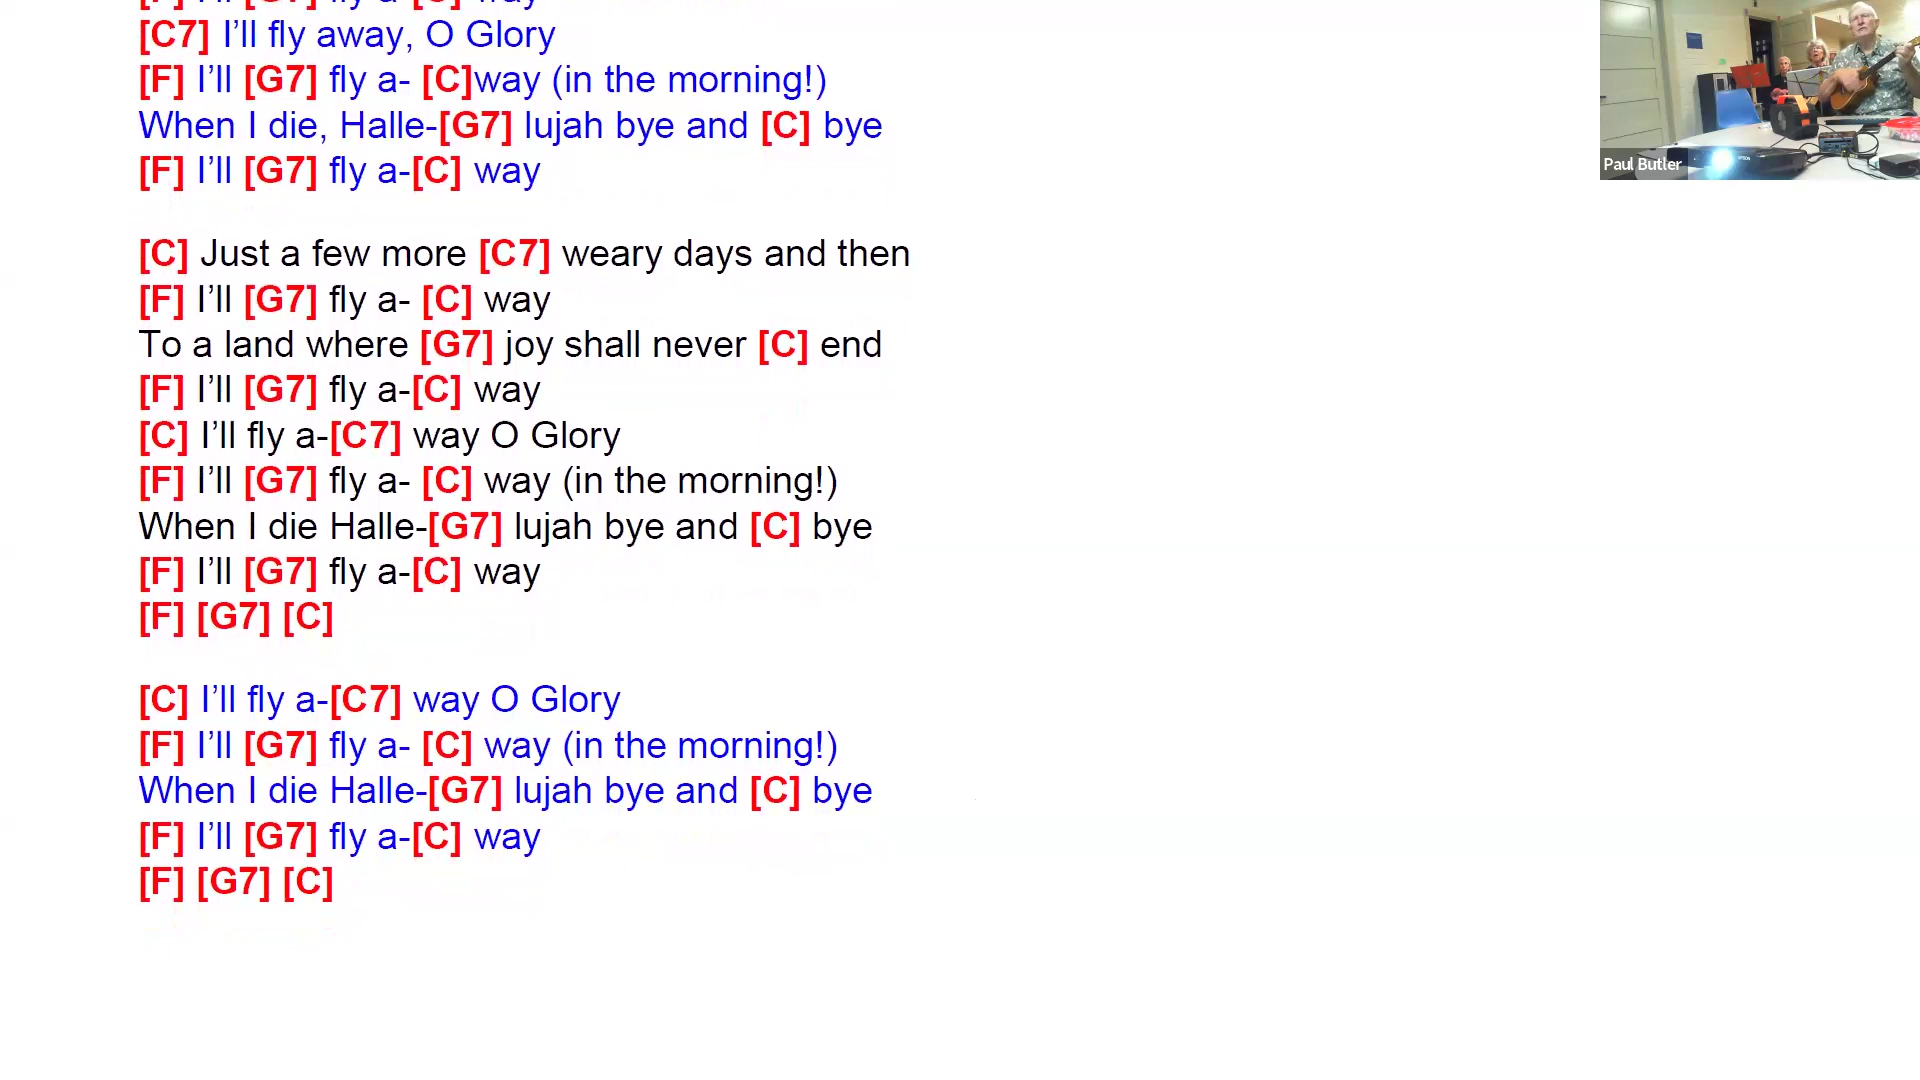 [F] I'll [G7] fly a-[C] way
[C7] I'll fly away, O Glory
[F] I'll [G7] fly a- [C]way (in the morning!)
When I die, Halle-[G7] lujah bye and [C] bye
[F] I'll [G7] fly a-[C] way
[C] Just a few more [C7] weary days and then
[F] I'll [G7] fly a- [C] way
To a land where [G7] joy shall never [C] end
[F] I'll [G7] fly a-[C] way
[C] I'll fly a-[C7] way O Glory
[F] I'll [G7] fly a- [C] way (in the morning!)
When I die Halle-[G7] lujah bye and [C] bye
[F] I'll [G7] fly a-[C] way
[F] [G7] [C]
[C] I'll fly a-[C7] way O Glory
[F] I'll [G7] fly a- [C] way (in the morning!)
When I die Halle-[G7] lujah bye and [C] bye
[F] I'll [G7] fly a-[C] way
[F] [G7] [C]
Paul Butler
EPSON